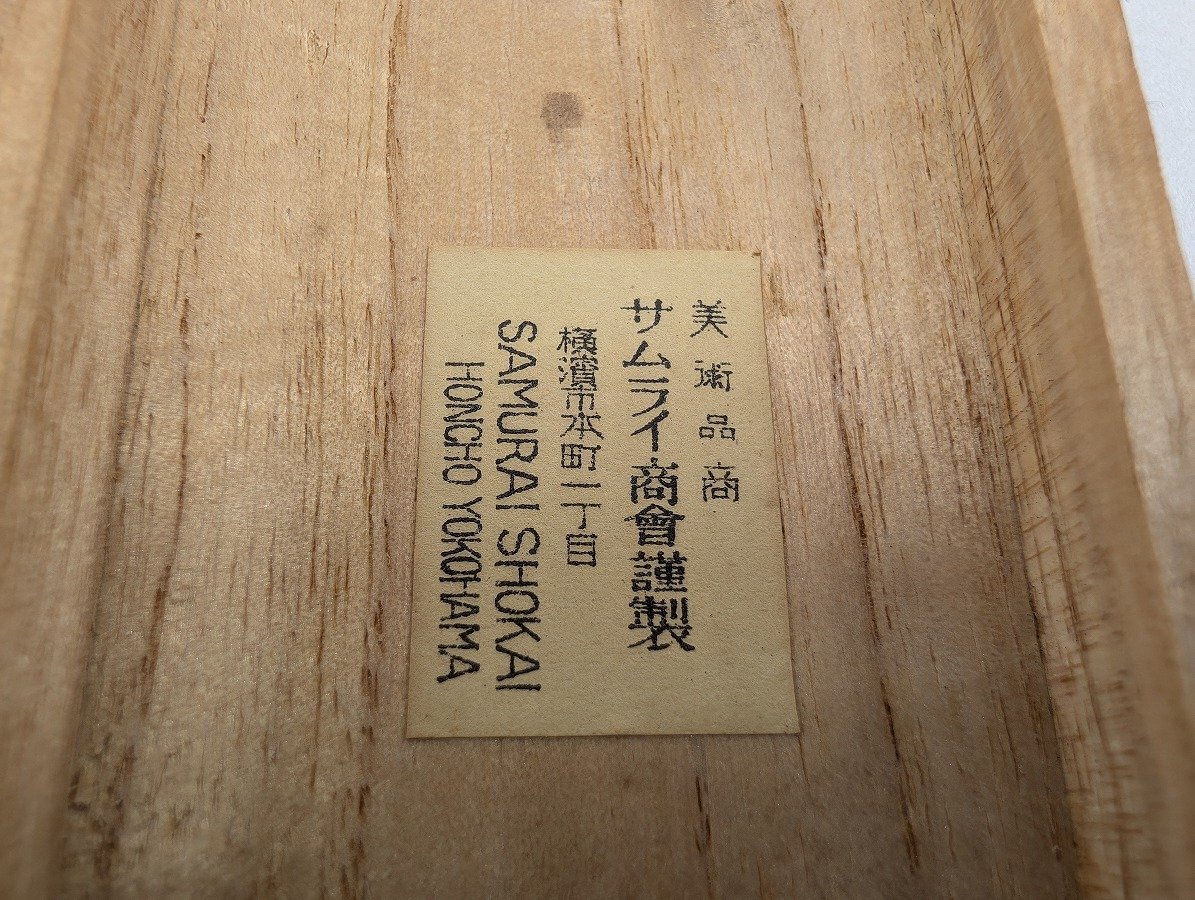 美術品商
サムライ商會謹製
橫濱市本町一丁目
SAMURAI SHOKAI
HONCHO YOKOHAMA